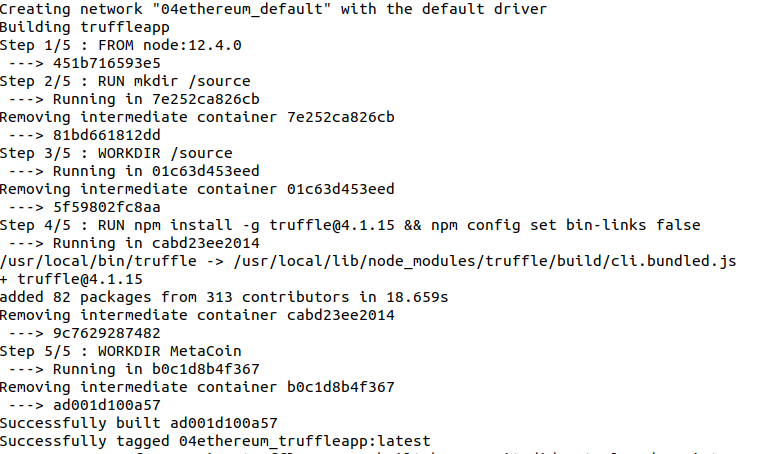 Creating network "04ethereum_default" with the default driver
Building truffleapp
Step 1/5 : FROM node:12.4.0
---> 451b716593e5
Step 2/5 : RUN mkdir /source
---> Running in 7e252ca826cb
Removing intermediate container 7e252ca826cb
---> 81bd661812dd
Step 3/5 : WORKDIR /source
---> Running in 01c63d453eed
Removing intermediate container 01c63d453eed
---> 5f59802fc8aa
Step 4/5 : RUN npm install -g truffle@4.1.15 && npm config set bin-links false
---> Running in cabd23ee2014
/usr/local/bin/truffle -> /usr/local/lib/node_modules/truffle/build/cli.bundled.js
+ truffle@4.1.15
added 82 packages from 313 contributors in 18.659s
Removing intermediate container cabd23ee2014
---> 9c7629287482
Step 5/5 : WORKDIR MetaCoin
---> Running in b0c1d8b4f367
Removing intermediate container b0c1d8b4f367
---> ad001d100a57
Successfully built ad001d100a57
Successfully tagged 04ethereum_truffleapp:latest